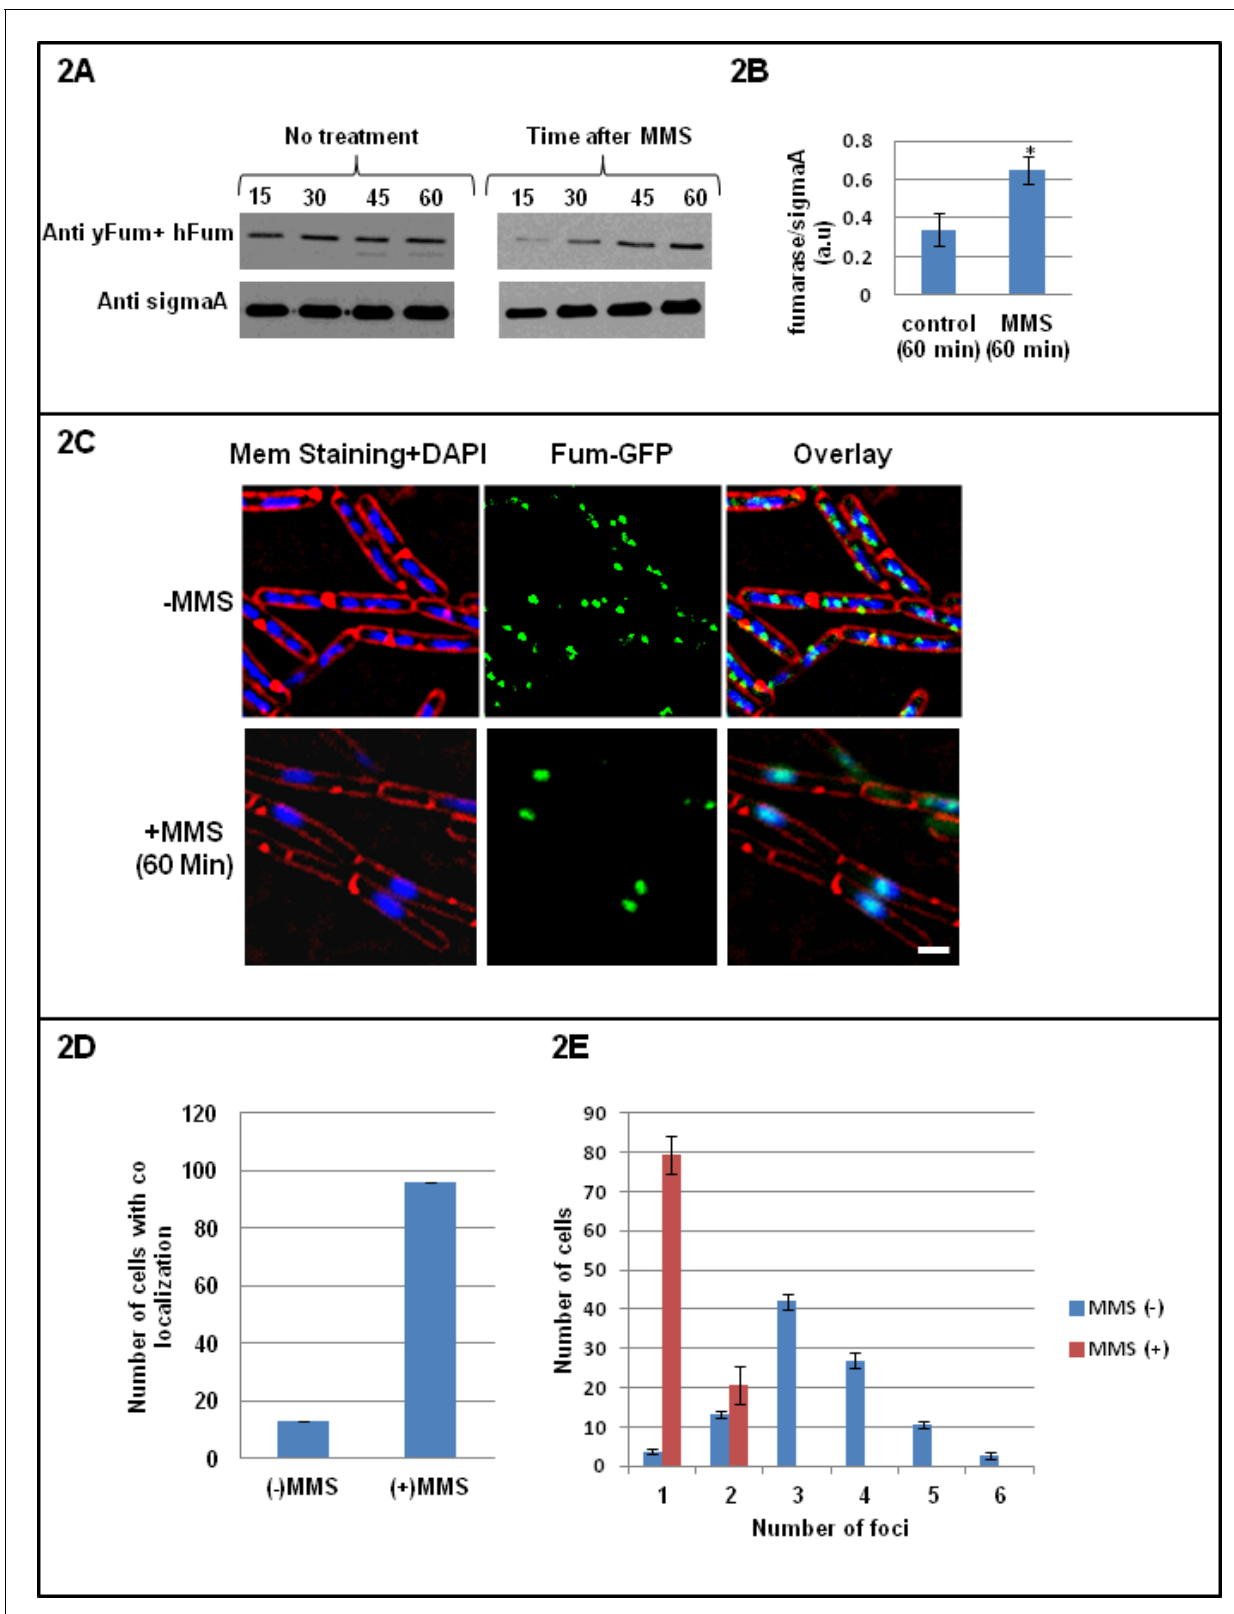 2A
No treatment
Time after MMS
15 30 45 60
15 30 45 60
Anti yFum+ hFum
Anti sigmaA
2B
fumarase/sigmaA
(a.u)
0.8
0.6
0.4
0.2
0
*
control
(60 min)
MMS
(60 min)
2C
Mem Staining+DAPI
Fum-GFP
Overlay
-MMS
+MMS
(60 Min)
2D
Number of cells with co
localization
120
100
80
60
40
20
0
(-)MMS
(+)MMS
2E
Number of cells
90
80
70
60
50
40
30
20
10
0
1 2 3 4 5 6
Number of foci
MMS (-)
MMS (+)